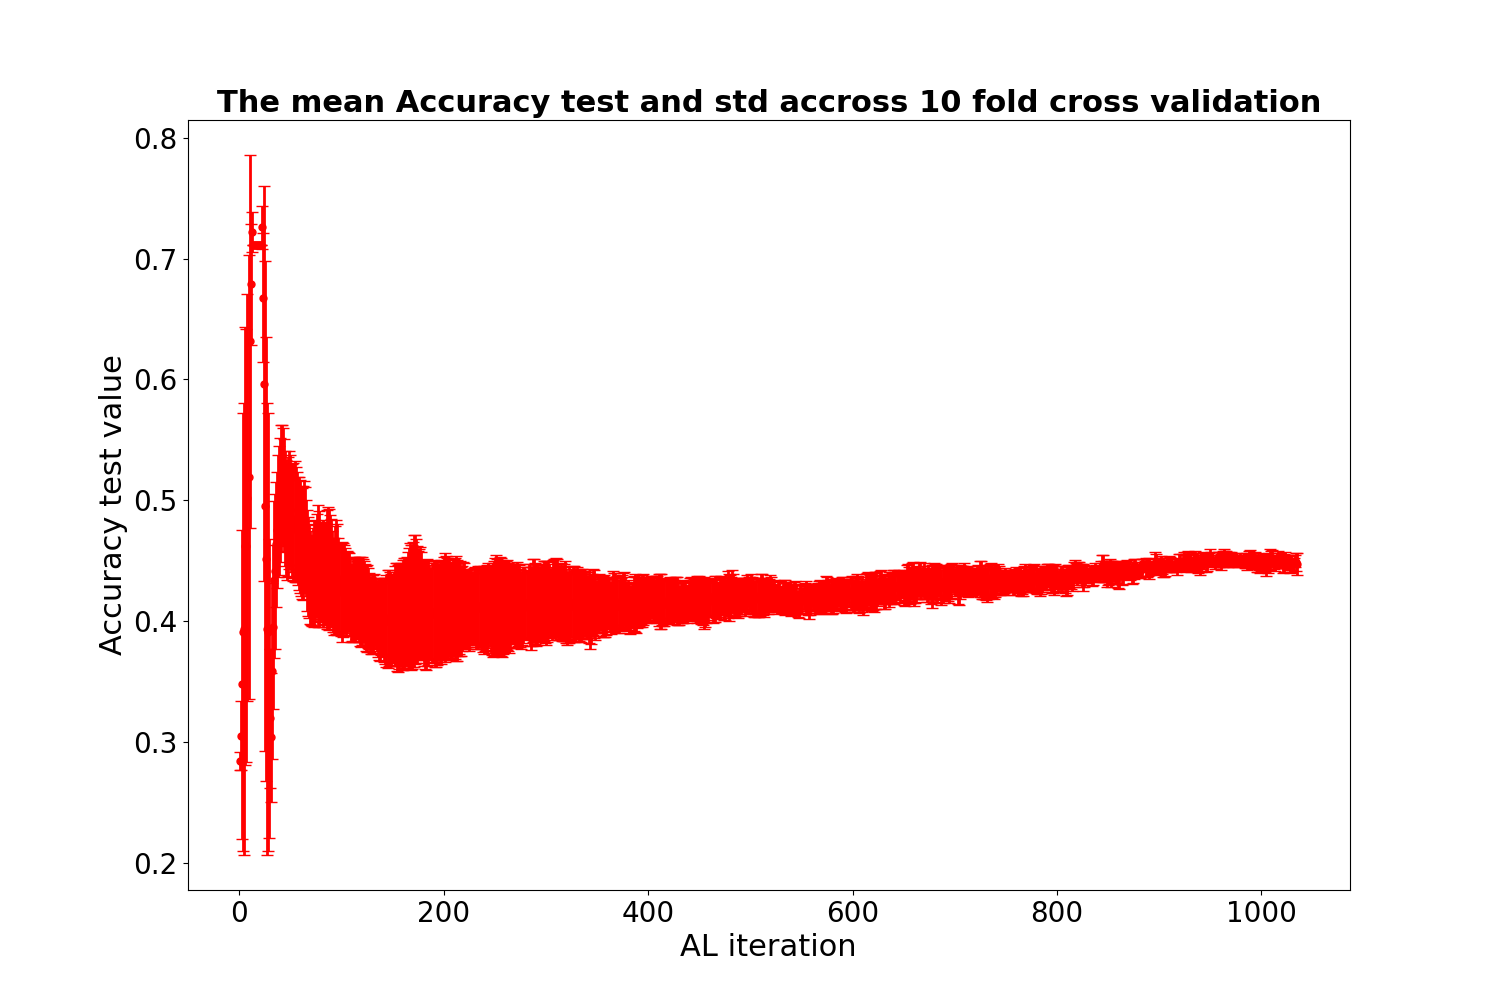 The mean Accuracy test and std accross 10 fold cross validation
0.8
0.7
0.6
0.5
0.4
0.3
0.2
Accuracy test value
0 200 400 600 800 1000
AL iteration